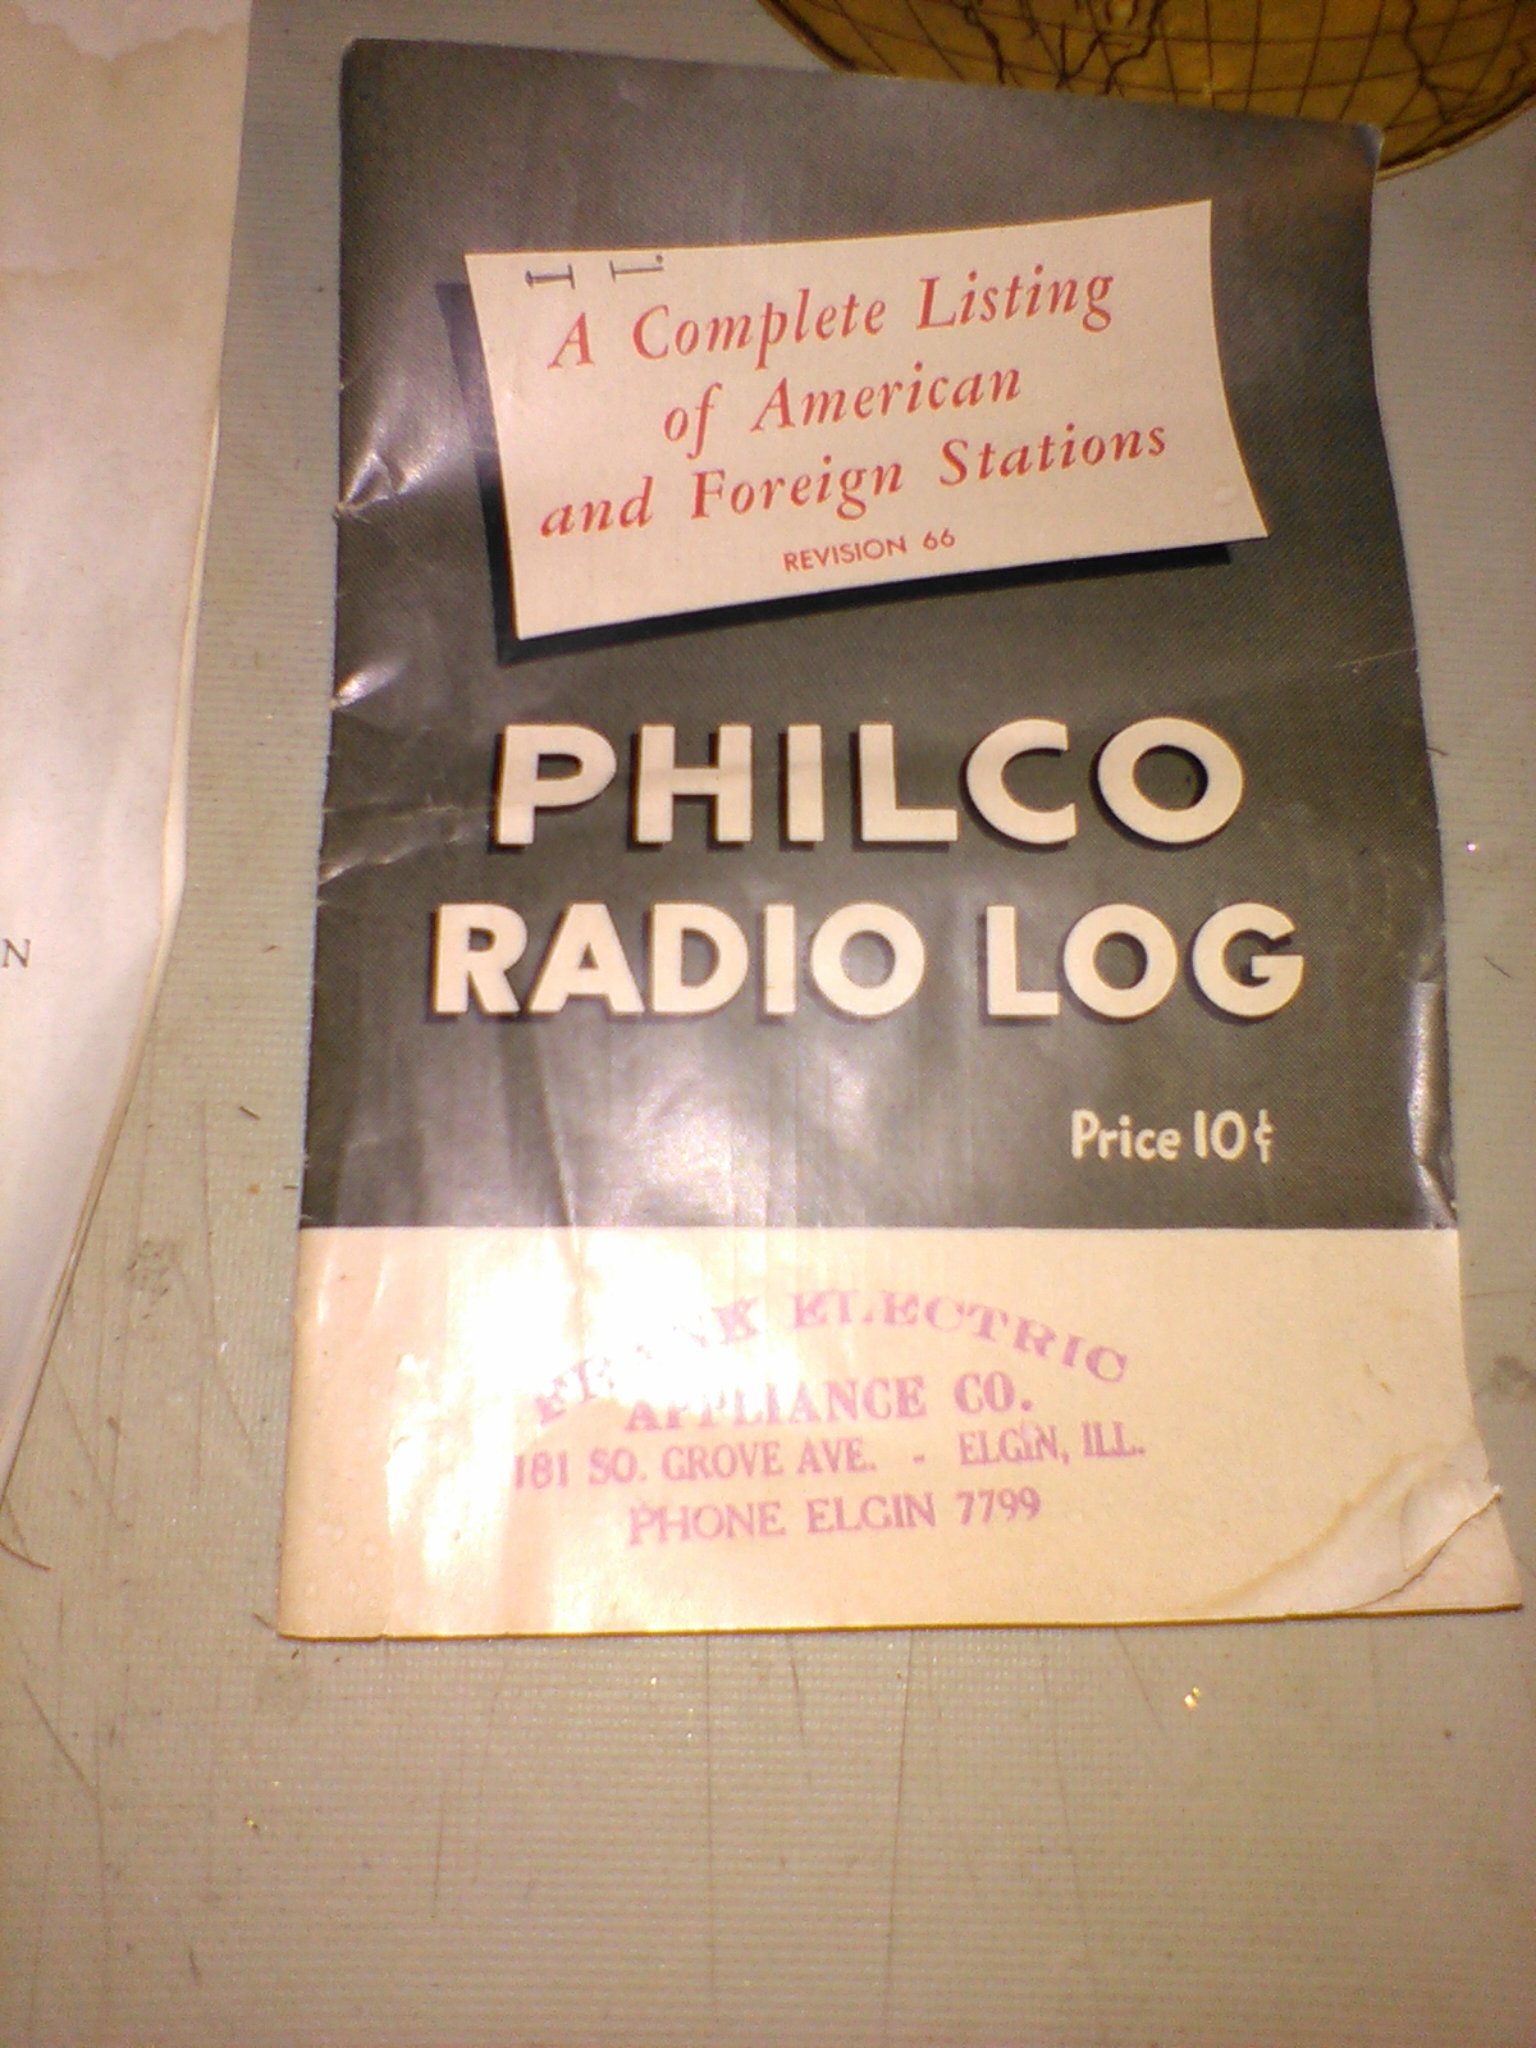 A Complete Listing
of American
and Foreign Stations
REVISION 66
PHILCO
RADIO LOG
Price 10¢
FRANK ELECTRIC
APPLIANCE CO.
181 SO. GROVE AVE. - ELGIN, ILL.
PHONE ELGIN 7799
N